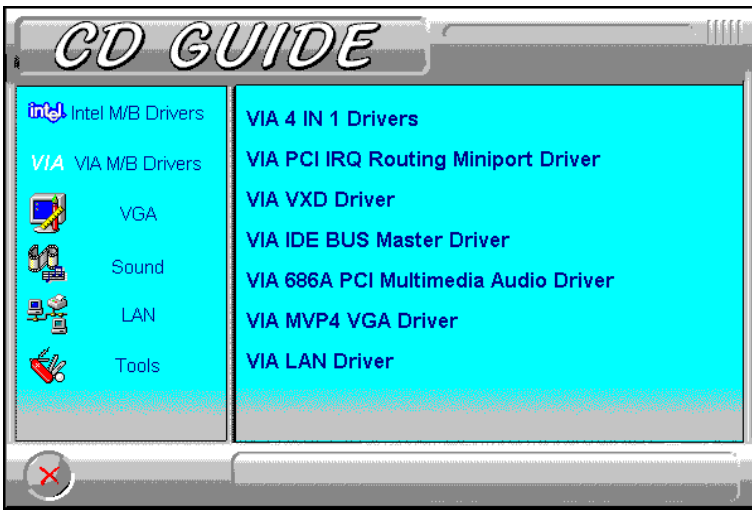 CD GUIDE
intel Intel M/B Drivers
VIA VIA M/B Drivers
VGA
Sound
LAN
Tools
VIA 4 IN 1 Drivers
VIA PCI IRQ Routing Miniport Driver
VIA VXD Driver
VIA IDE BUS Master Driver
VIA 686A PCI Multimedia Audio Driver
VIA MVP4 VGA Driver
VIA LAN Driver